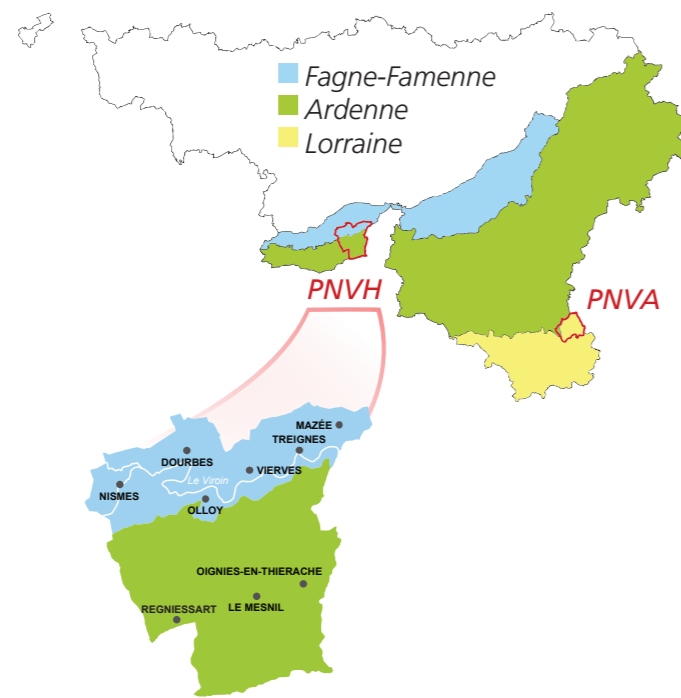 Fagne-Famenne
Ardenne
Lorraine
PNVH
PNVA
MAZÉE
TREIGNES
DOURBES
VIERVES
Le Viroin
NISMES
OLLOY
OIGNIES-EN-THIERACHE
LE MESNIL
REGNIESSART